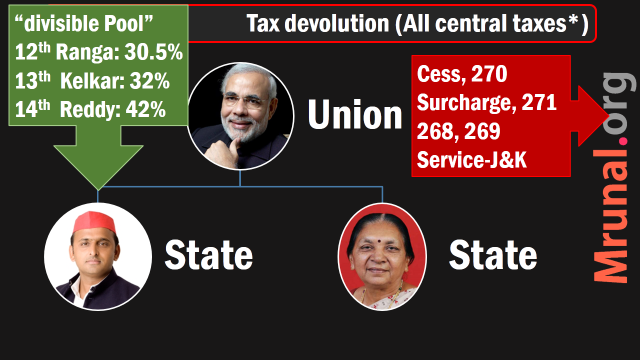 “divisible Pool”
12th Ranga: 30.5%
13th Kelkar: 32%
14th Reddy: 42%
Tax devolution (All central taxes*)
Union
Cess, 270
Surcharge, 271
268, 269
Service-J&K
State
State
Mrunal.org